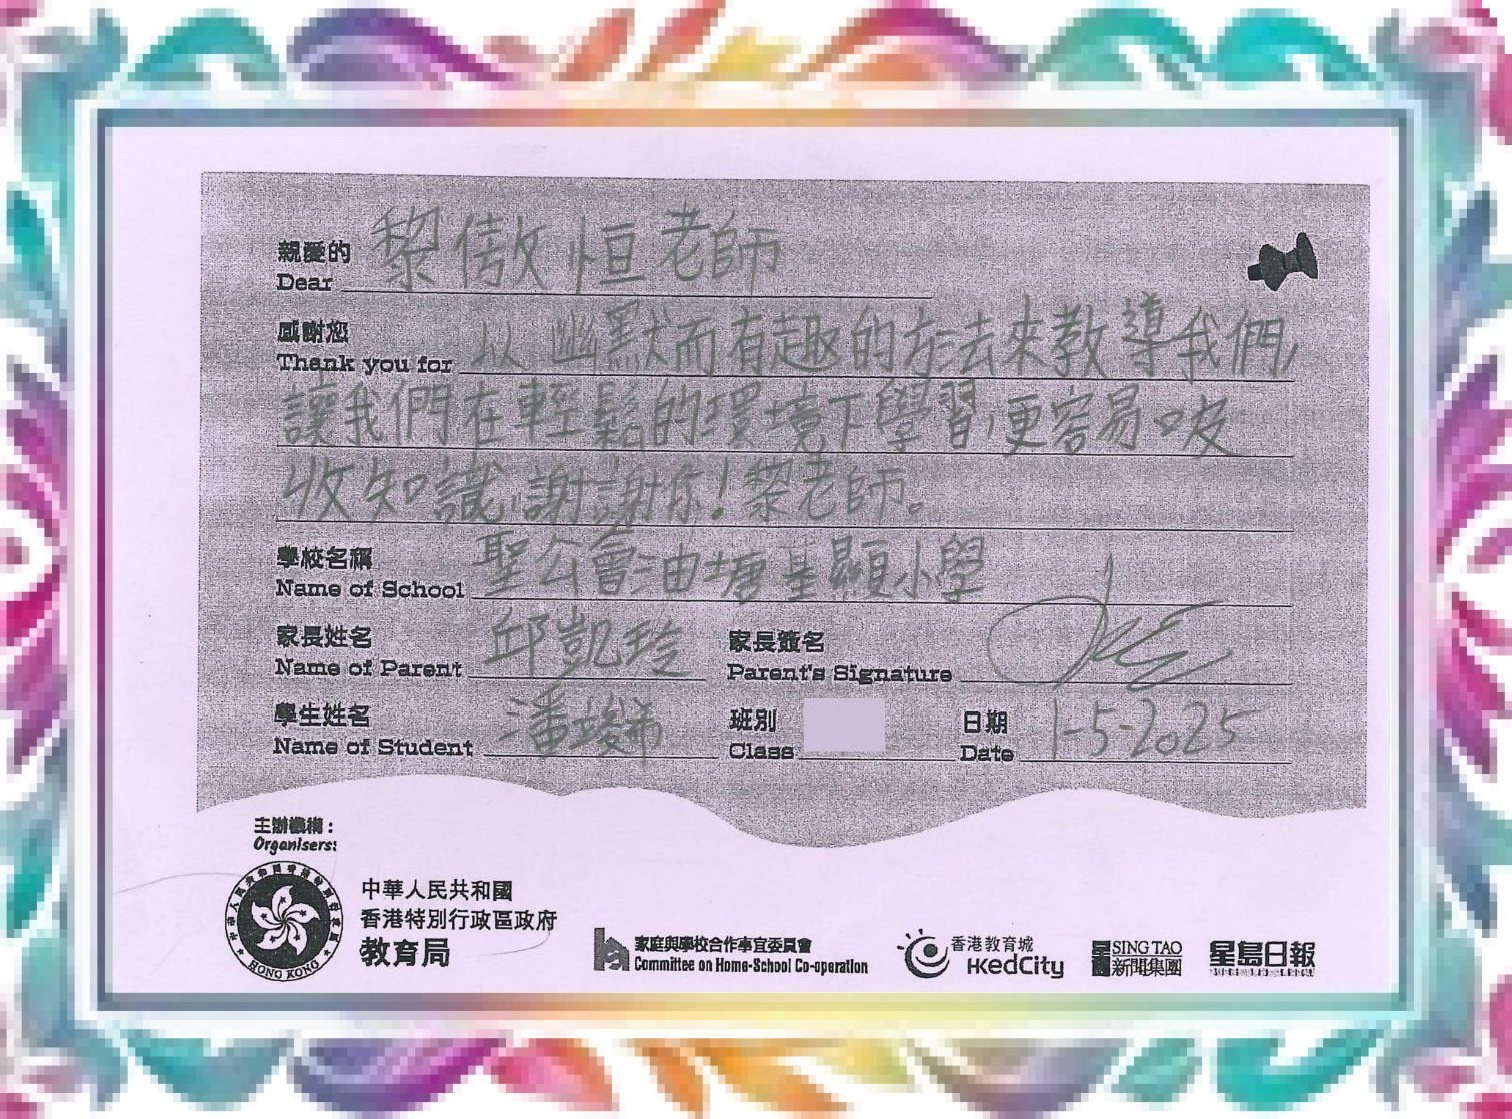 親愛的 黎傲恒老師
Dear
感謝您 以幽默而有趣的方法來教導我們,
Thank you for
讓我們在輕鬆的環境下學習,更容易吸
收知識,謝謝你!黎老師。
學校名稱 聖公會油塘基顯小學
Name of School
家長姓名 邱凱玲 家長簽名
Name of Parent Parent's Signature
學生姓名 潘埈希 班別 日期 1-5-2025
Name of Student Class Date
主辦機構:
Organisers:
中華人民共和國
香港特別行政區政府
教育局
HONG KONG
家庭與學校合作事宜委員會
Committee on Home-School Co-operation
香港教育城
HKedCity
SING TAO
新聞集團
星島日報